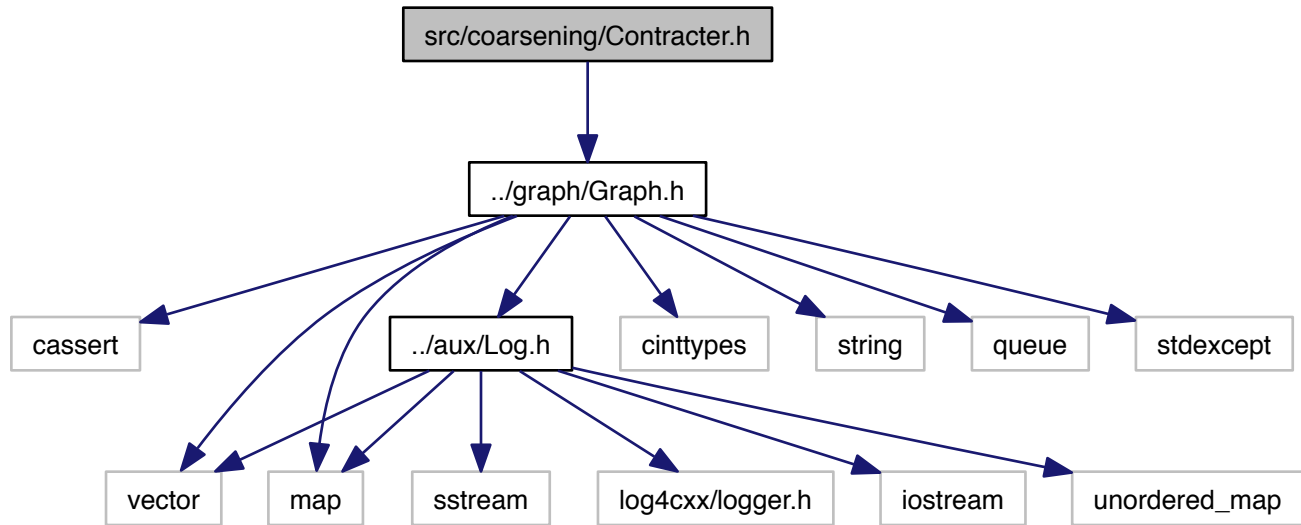 src/coarsening/Contracter.h
../graph/Graph.h
cassert
../aux/Log.h
cinttypes
string
queue
stdexcept
vector
map
sstream
log4cxx/logger.h
iostream
unordered_map